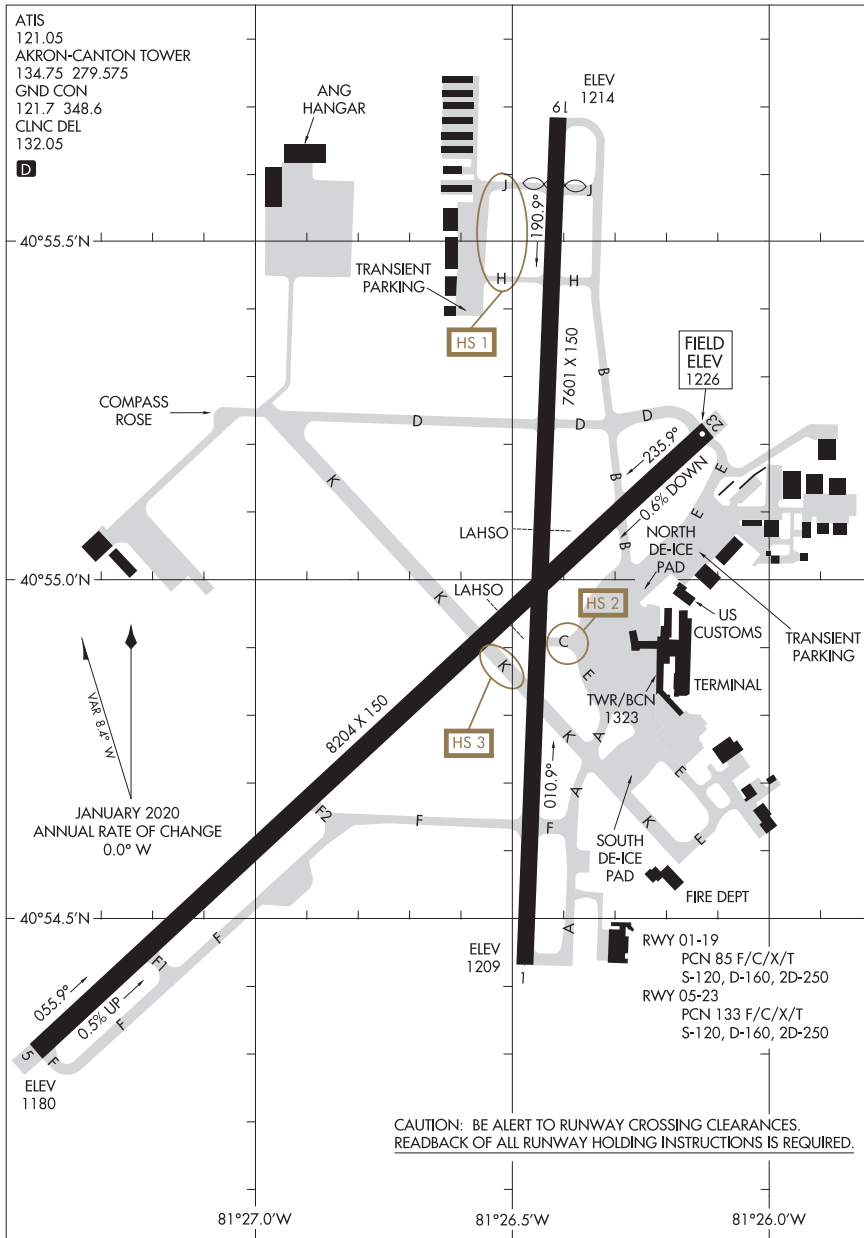 ATIS
121.05
AKRON-CANTON TOWER
134.75 279.575
GND CON
121.7 348.6
CLNC DEL
132.05
D
ANG
HANGAR
ELEV
1214
19
J
J
190.9°
40°55.5'N
TRANSIENT
PARKING
H
H
HS 1
7601 X 150
FIELD
ELEV
1226
B
COMPASS
ROSE
D
D
D
23
235.9°
E
K
B
0.6% DOWN
E
LAHSO
NORTH
DE-ICE
PAD
B
40°55.0'N
LAHSO
K
HS 2
US
CUSTOMS
TRANSIENT
PARKING
C
K
E
TWR/BCN
1323
TERMINAL
VAR 8.4° W
8204 X 150
HS 3
K
A
E
010.9°
JANUARY 2020
ANNUAL RATE OF CHANGE
0.0° W
A
F2
F
F
K
E
SOUTH
DE-ICE
PAD
FIRE DEPT
40°54.5'N
F
A
ELEV
1209
1
RWY 01-19
PCN 85 F/C/X/T
S-120, D-160, 2D-250
RWY 05-23
PCN 133 F/C/X/T
S-120, D-160, 2D-250
F1
055.9°
0.5% UP
F
5
F
ELEV
1180
CAUTION: BE ALERT TO RUNWAY CROSSING CLEARANCES.
READBACK OF ALL RUNWAY HOLDING INSTRUCTIONS IS REQUIRED.
81°27.0'W
81°26.5'W
81°26.0'W